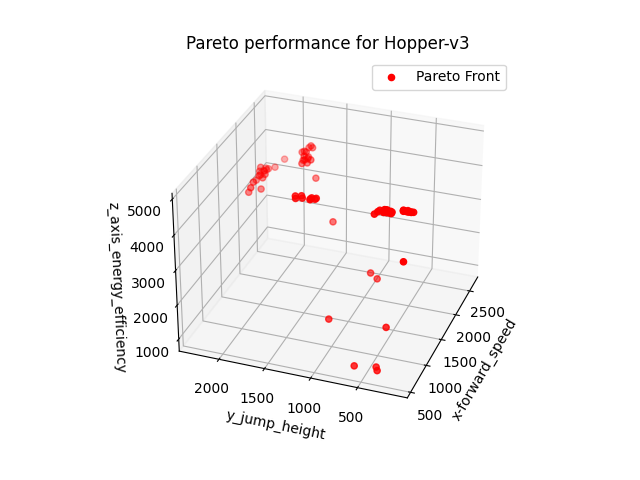 Pareto performance for Hopper-v3
Pareto Front
5000
4000
3000
2000
1000
z_axis_energy_efficiency
2000
1500
1000
500
y_jump_height
2500
2000
1500
1000
500
x-forward_speed